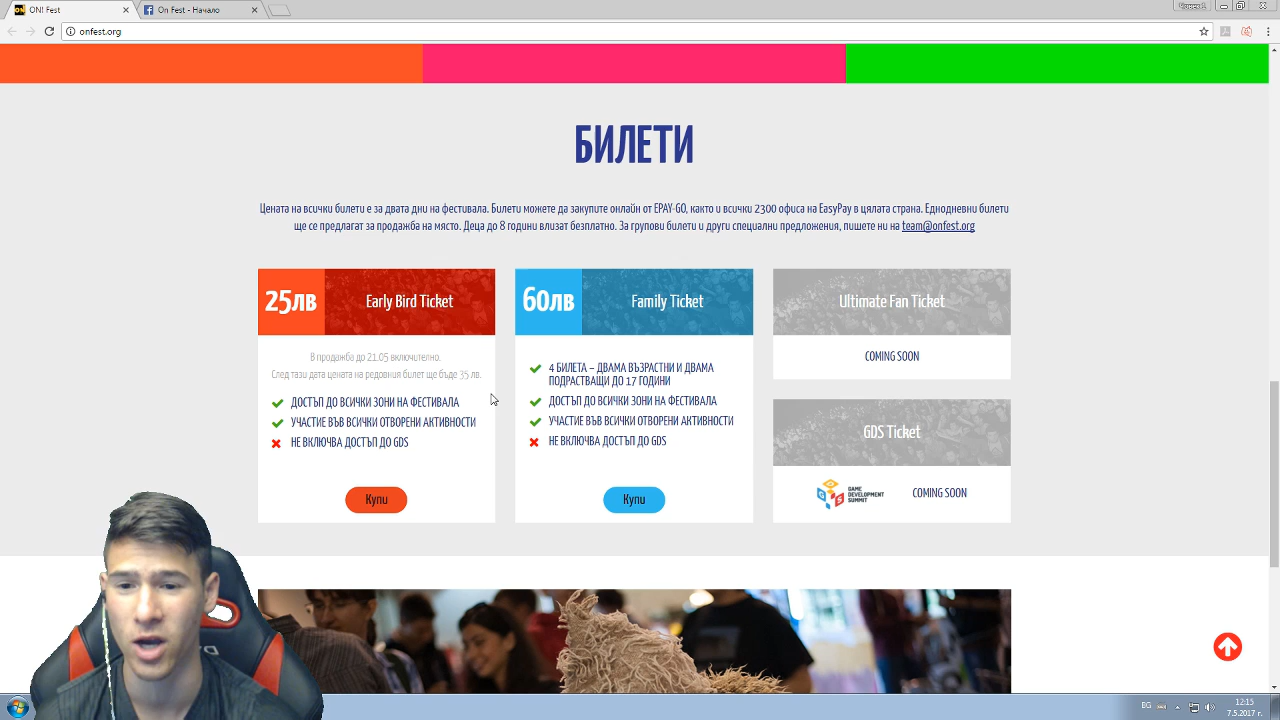 ON! Fest
On Fest - Начало
onfest.org
БИЛЕТИ
Цената на всички билети е за двата дни на фестивала. Билети можете да закупите онлайн от EPAY-GO, както и всички 2300 офиса на EasyPay в цялата страна. Еднодневни билети
ще се предлагат за продажба на място. Деца до 8 години влизат безплатно. За групови билети и други специални предложения, пишете ни на team@onfest.org
25лв
Early Bird Ticket
В продажба до 21.05 включително.
След тази дата цената на редовния билет ще бъде 35 лв.
ДОСТЪП ДО ВСИЧКИ ЗОНИ НА ФЕСТИВАЛА
УЧАСТИЕ ВЪВ ВСИЧКИ ОТВОРЕНИ АКТИВНОСТИ
НЕ ВКЛЮЧВА ДОСТЪП ДО GDS
Купи
60лв
Family Ticket
4 БИЛЕТА – ДВАМА ВЪЗРАСТНИ И ДВАМА
ПОДРАСТВАЩИ ДО 17 ГОДИНИ
ДОСТЪП ДО ВСИЧКИ ЗОНИ НА ФЕСТИВАЛА
УЧАСТИЕ ВЪВ ВСИЧКИ ОТВОРЕНИ АКТИВНОСТИ
НЕ ВКЛЮЧВА ДОСТЪП ДО GDS
Купи
Ultimate Fan Ticket
COMING SOON
GDS Ticket
GAME
DEVELOPMENT
SUMMIT
COMING SOON
BG
12:15
7.5.2017 г.